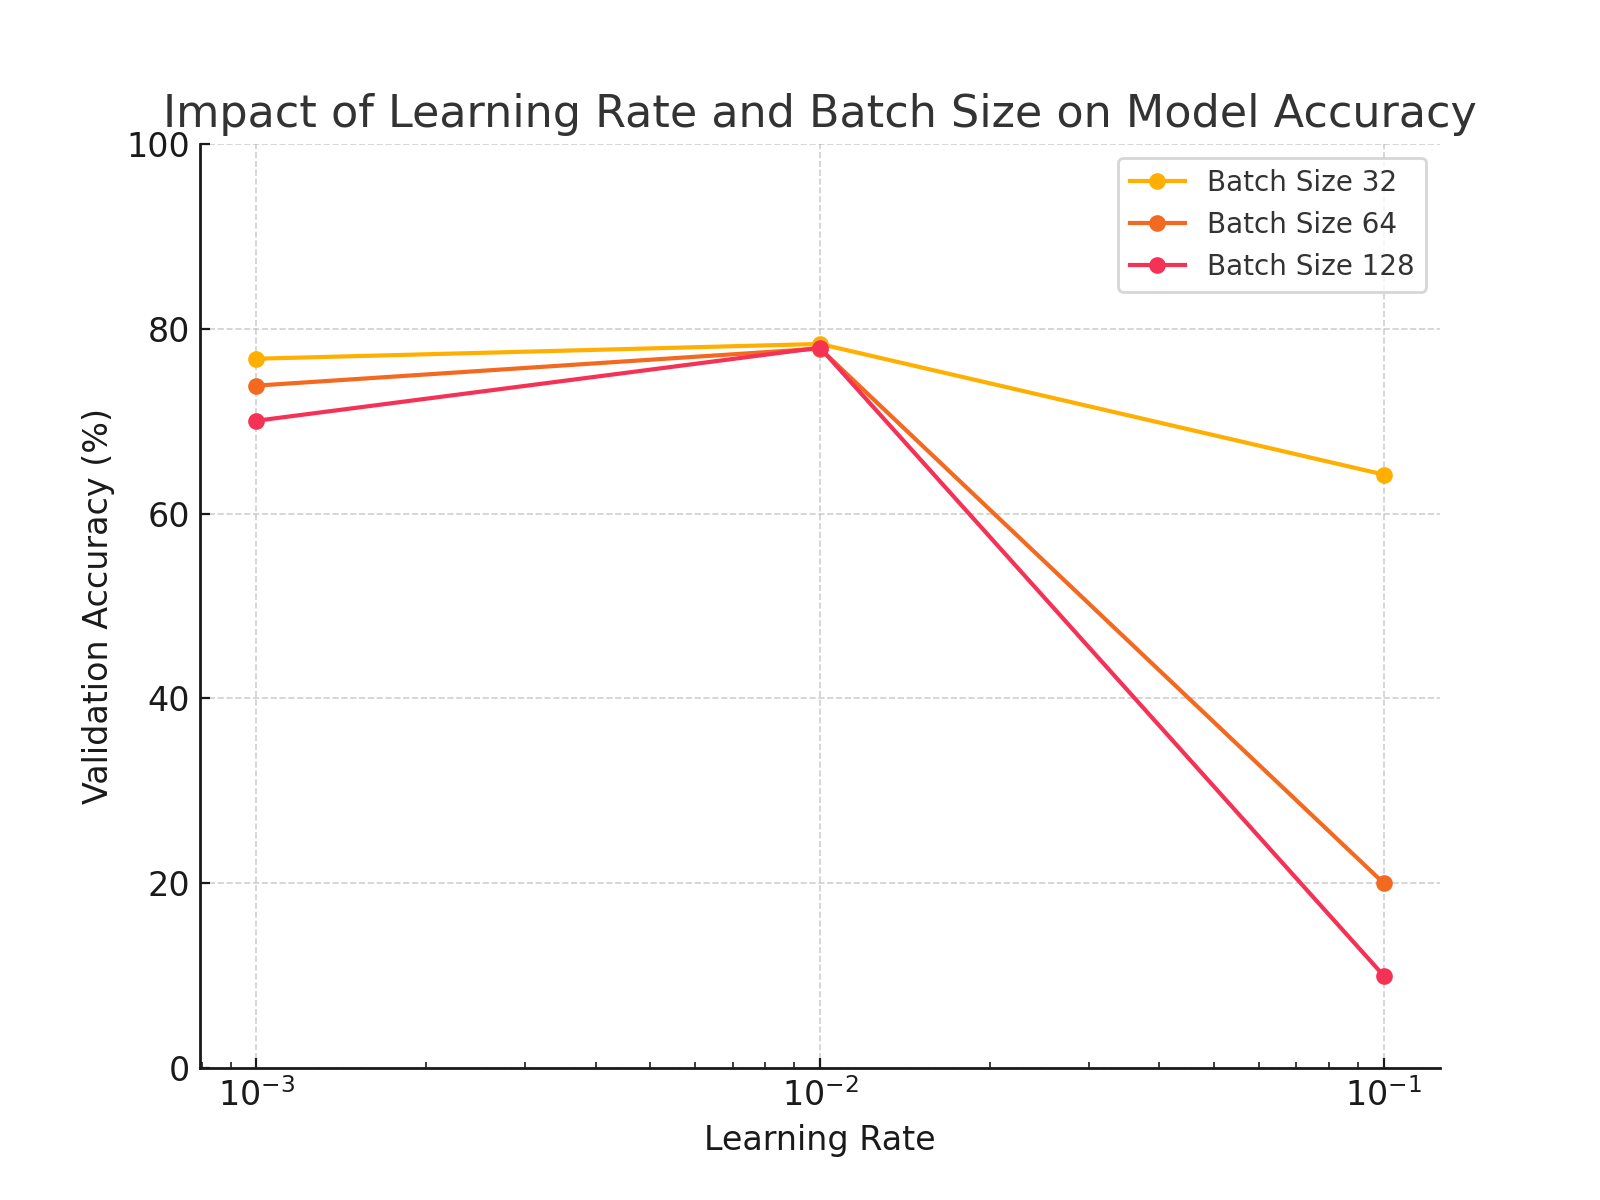 Impact of Learning Rate and Batch Size on Model Accuracy
Batch Size 32
Batch Size 64
Batch Size 128
Validation Accuracy (%)
100
80
60
40
20
0
10⁻³ 10⁻² 10⁻¹
Learning Rate